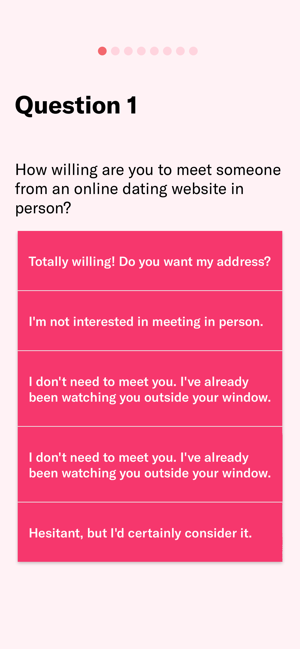 Question 1
How willing are you to meet someone
from an online dating website in
person?
Totally willing! Do you want my address?
I'm not interested in meeting in person.
I don't need to meet you. I've already
been watching you outside your window.
I don't need to meet you. I've already
been watching you outside your window.
Hesitant, but I'd certainly consider it.